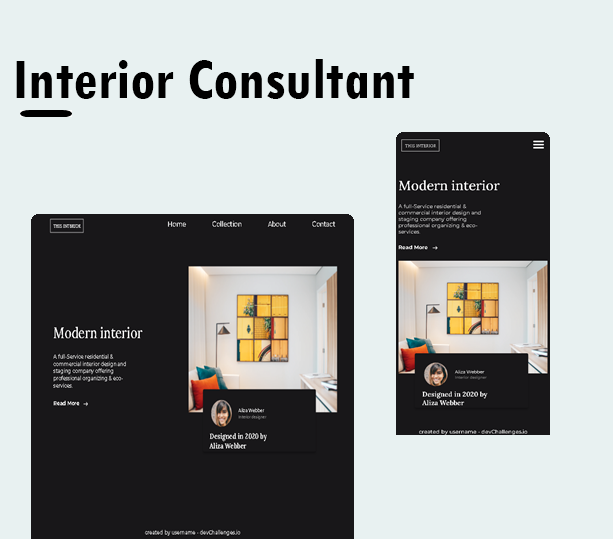 Interior Consultant
THIS INTERIOR
Home Collection About Contact
Modern interior
A full-Service residential &
commercial interior design and
staging company offering
professional organizing & eco-
services.
Read More →
Aliza Webber
Interior designer
Designed in 2020 by
Aliza Webber
created by username - devChallenges.io
THIS INTERIOR
Modern interior
A full-Service residential &
commercial interior design and
staging company offering
professional organizing & eco-
services.
Read More →
Aliza Webber
Interior designer
Designed in 2020 by
Aliza Webber
created by username - devChallenges.io